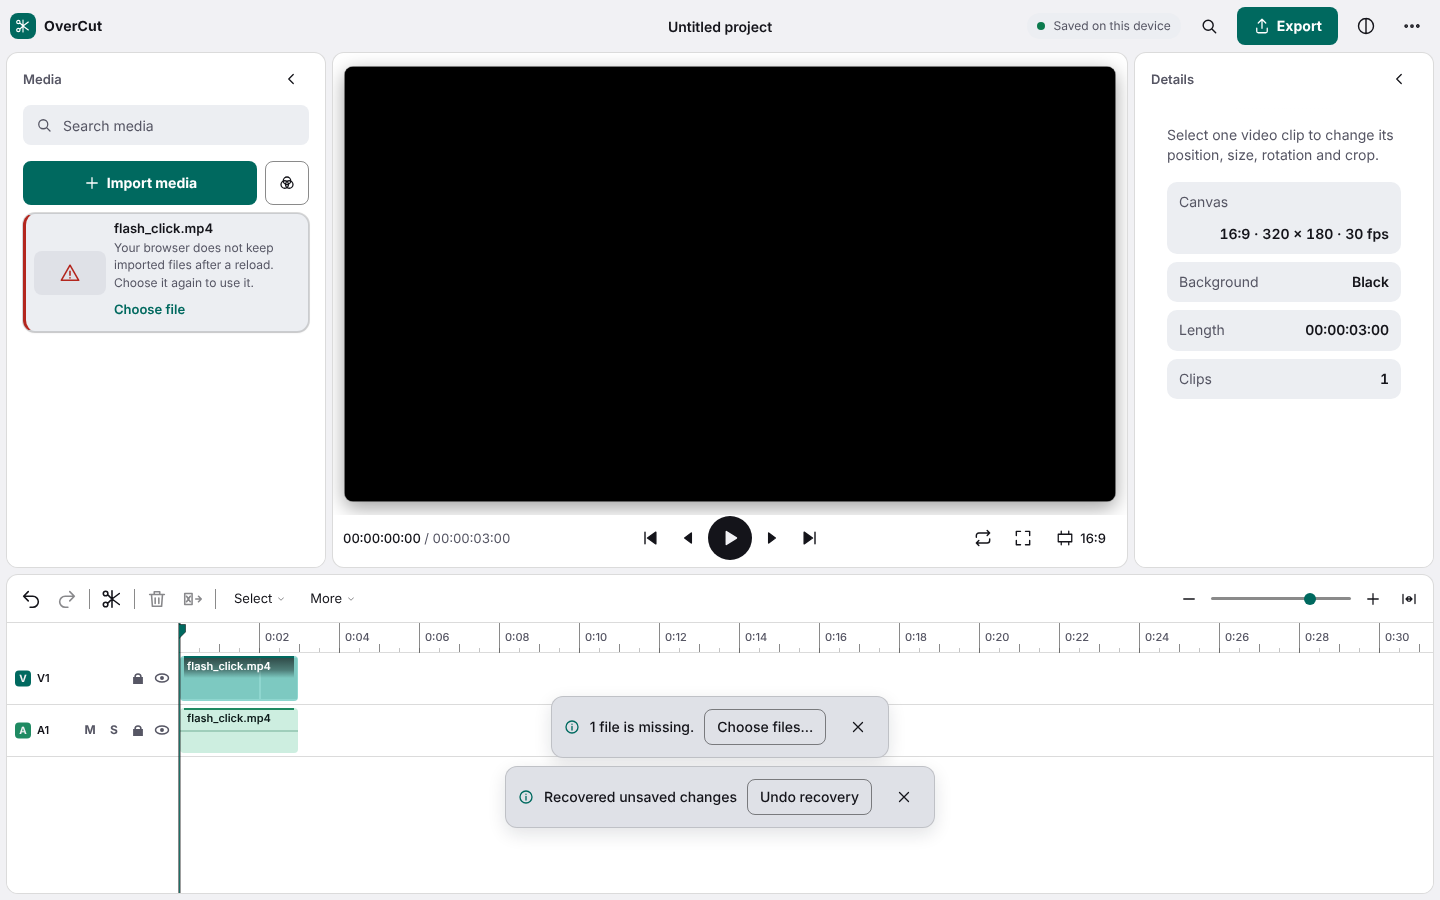 OverCut
Untitled project
Saved on this device
Export
Media
Search media
Import media
flash_click.mp4
Your browser does not keep
imported files after a reload.
Choose it again to use it.
Choose file
00:00:00:00 / 00:00:03:00
16:9
Details
Select one video clip to change its
position, size, rotation and crop.
Canvas
16:9 · 320 × 180 · 30 fps
Background
Black
Length
00:00:03:00
Clips
1
Select
More
0:02
0:04
0:06
0:08
0:10
0:12
0:14
0:16
0:18
0:20
0:22
0:24
0:26
0:28
0:30
V V1
flash_click.mp4
A A1 M S
flash_click.mp4
1 file is missing.
Choose files...
Recovered unsaved changes
Undo recovery